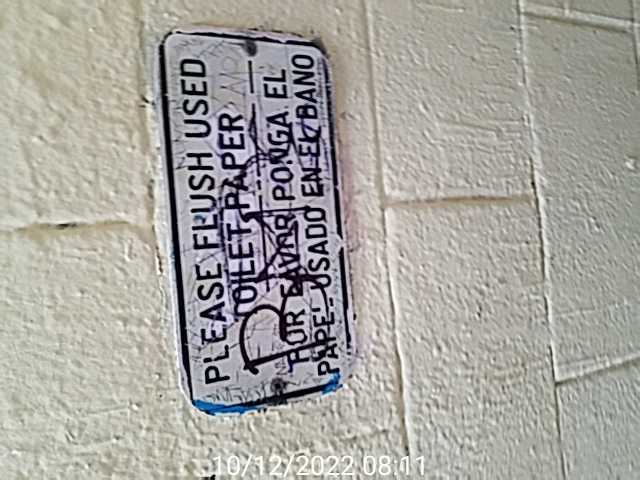 PLEASE FLUSH USED
TOILET PAPER
POR FAVOR PONGA EL
PAPEL USADO EN EL BANO
10/12/2022 08:11